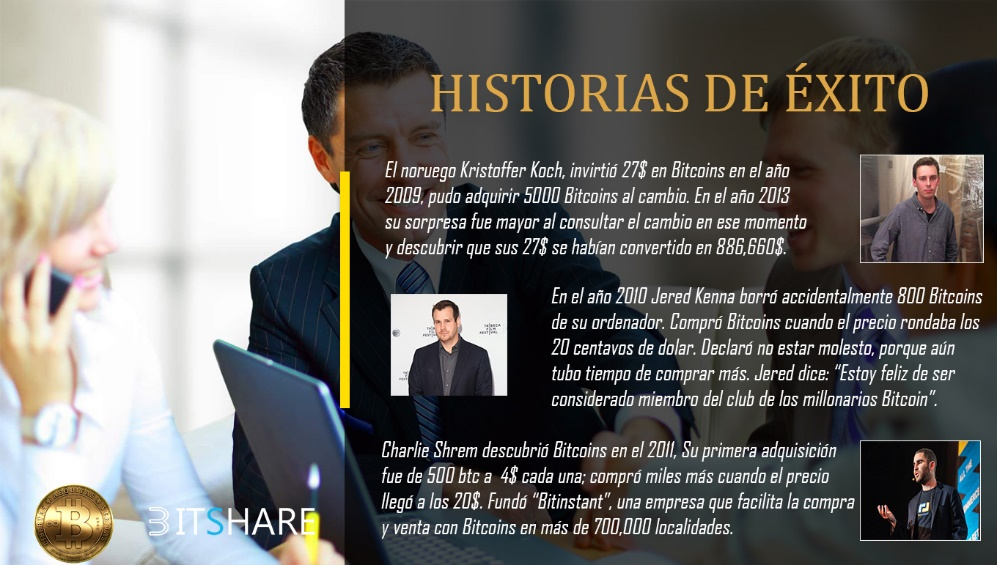 HISTORIAS DE ÉXITO
El noruego Kristoffer Koch, invirtió 27$ en Bitcoins en el año
2009, pudo adquirir 5000 Bitcoins al cambio. En el año 2013
su sorpresa fue mayor al consultar el cambio en ese momento
y descubrir que sus 27$ se habían convertido en 886,660$.
En el año 2010 Jered Kenna borró accidentalmente 800 Bitcoins
de su ordenador. Compró Bitcoins cuando el precio rondaba los
20 centavos de dolar. Declaró no estar molesto, porque aún
tubo tiempo de comprar más. Jered dice: “Estoy feliz de ser
considerado miembro del club de los millonarios Bitcoin”.
Charlie Shrem descubrió Bitcoins en el 2011, Su primera adquisición
fue de 500 btc a 4$ cada una; compró miles más cuando el precio
llegó a los 20$. Fundó “Bitinstant”, una empresa que facilita la compra
y venta con Bitcoins en más de 700,000 localidades.
BITSHARE